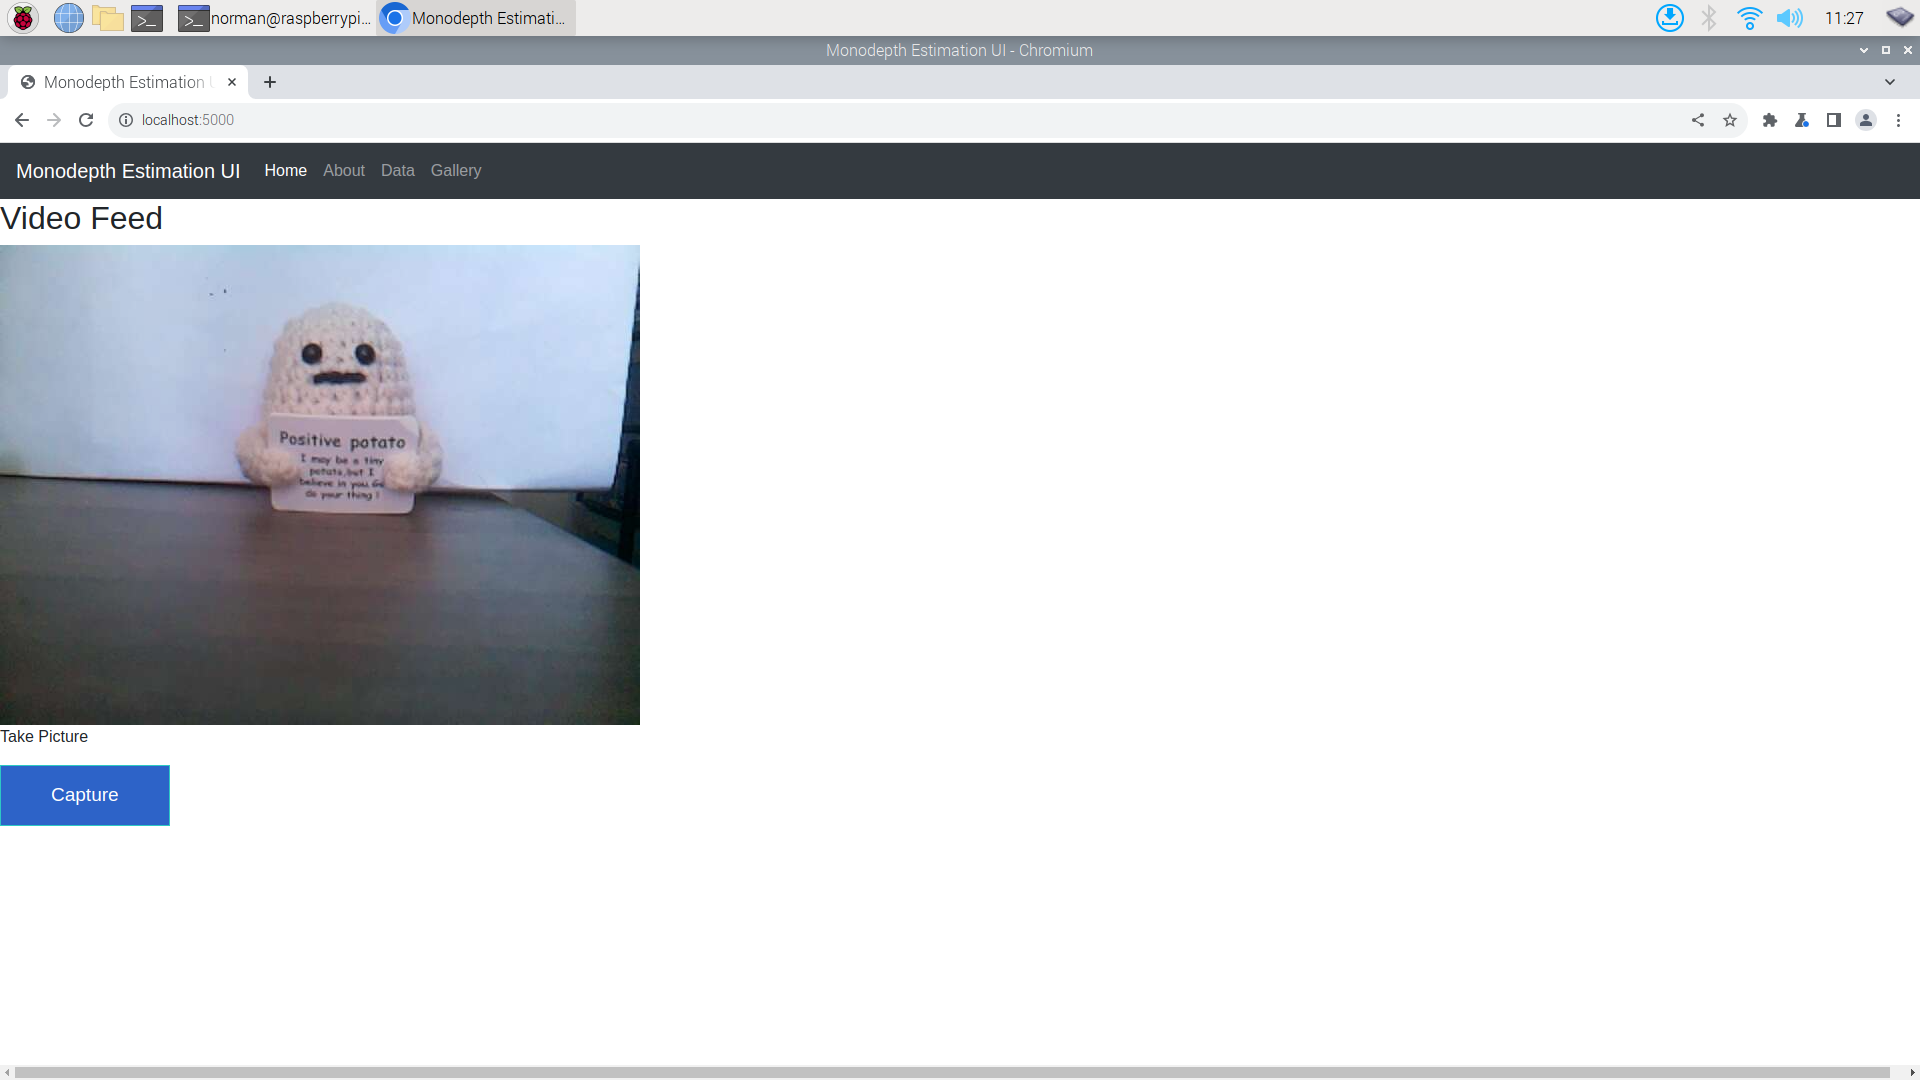 norman@raspberrypi...
Monodepth Estimati...
11:27
Monodepth Estimation UI - Chromium
Monodepth Estimation
localhost:5000
Monodepth Estimation UI
Home
About
Data
Gallery
Video Feed
Positive potato
I may be a tiny
potato,but I
believe in you.
do your thing !
Take Picture
Capture